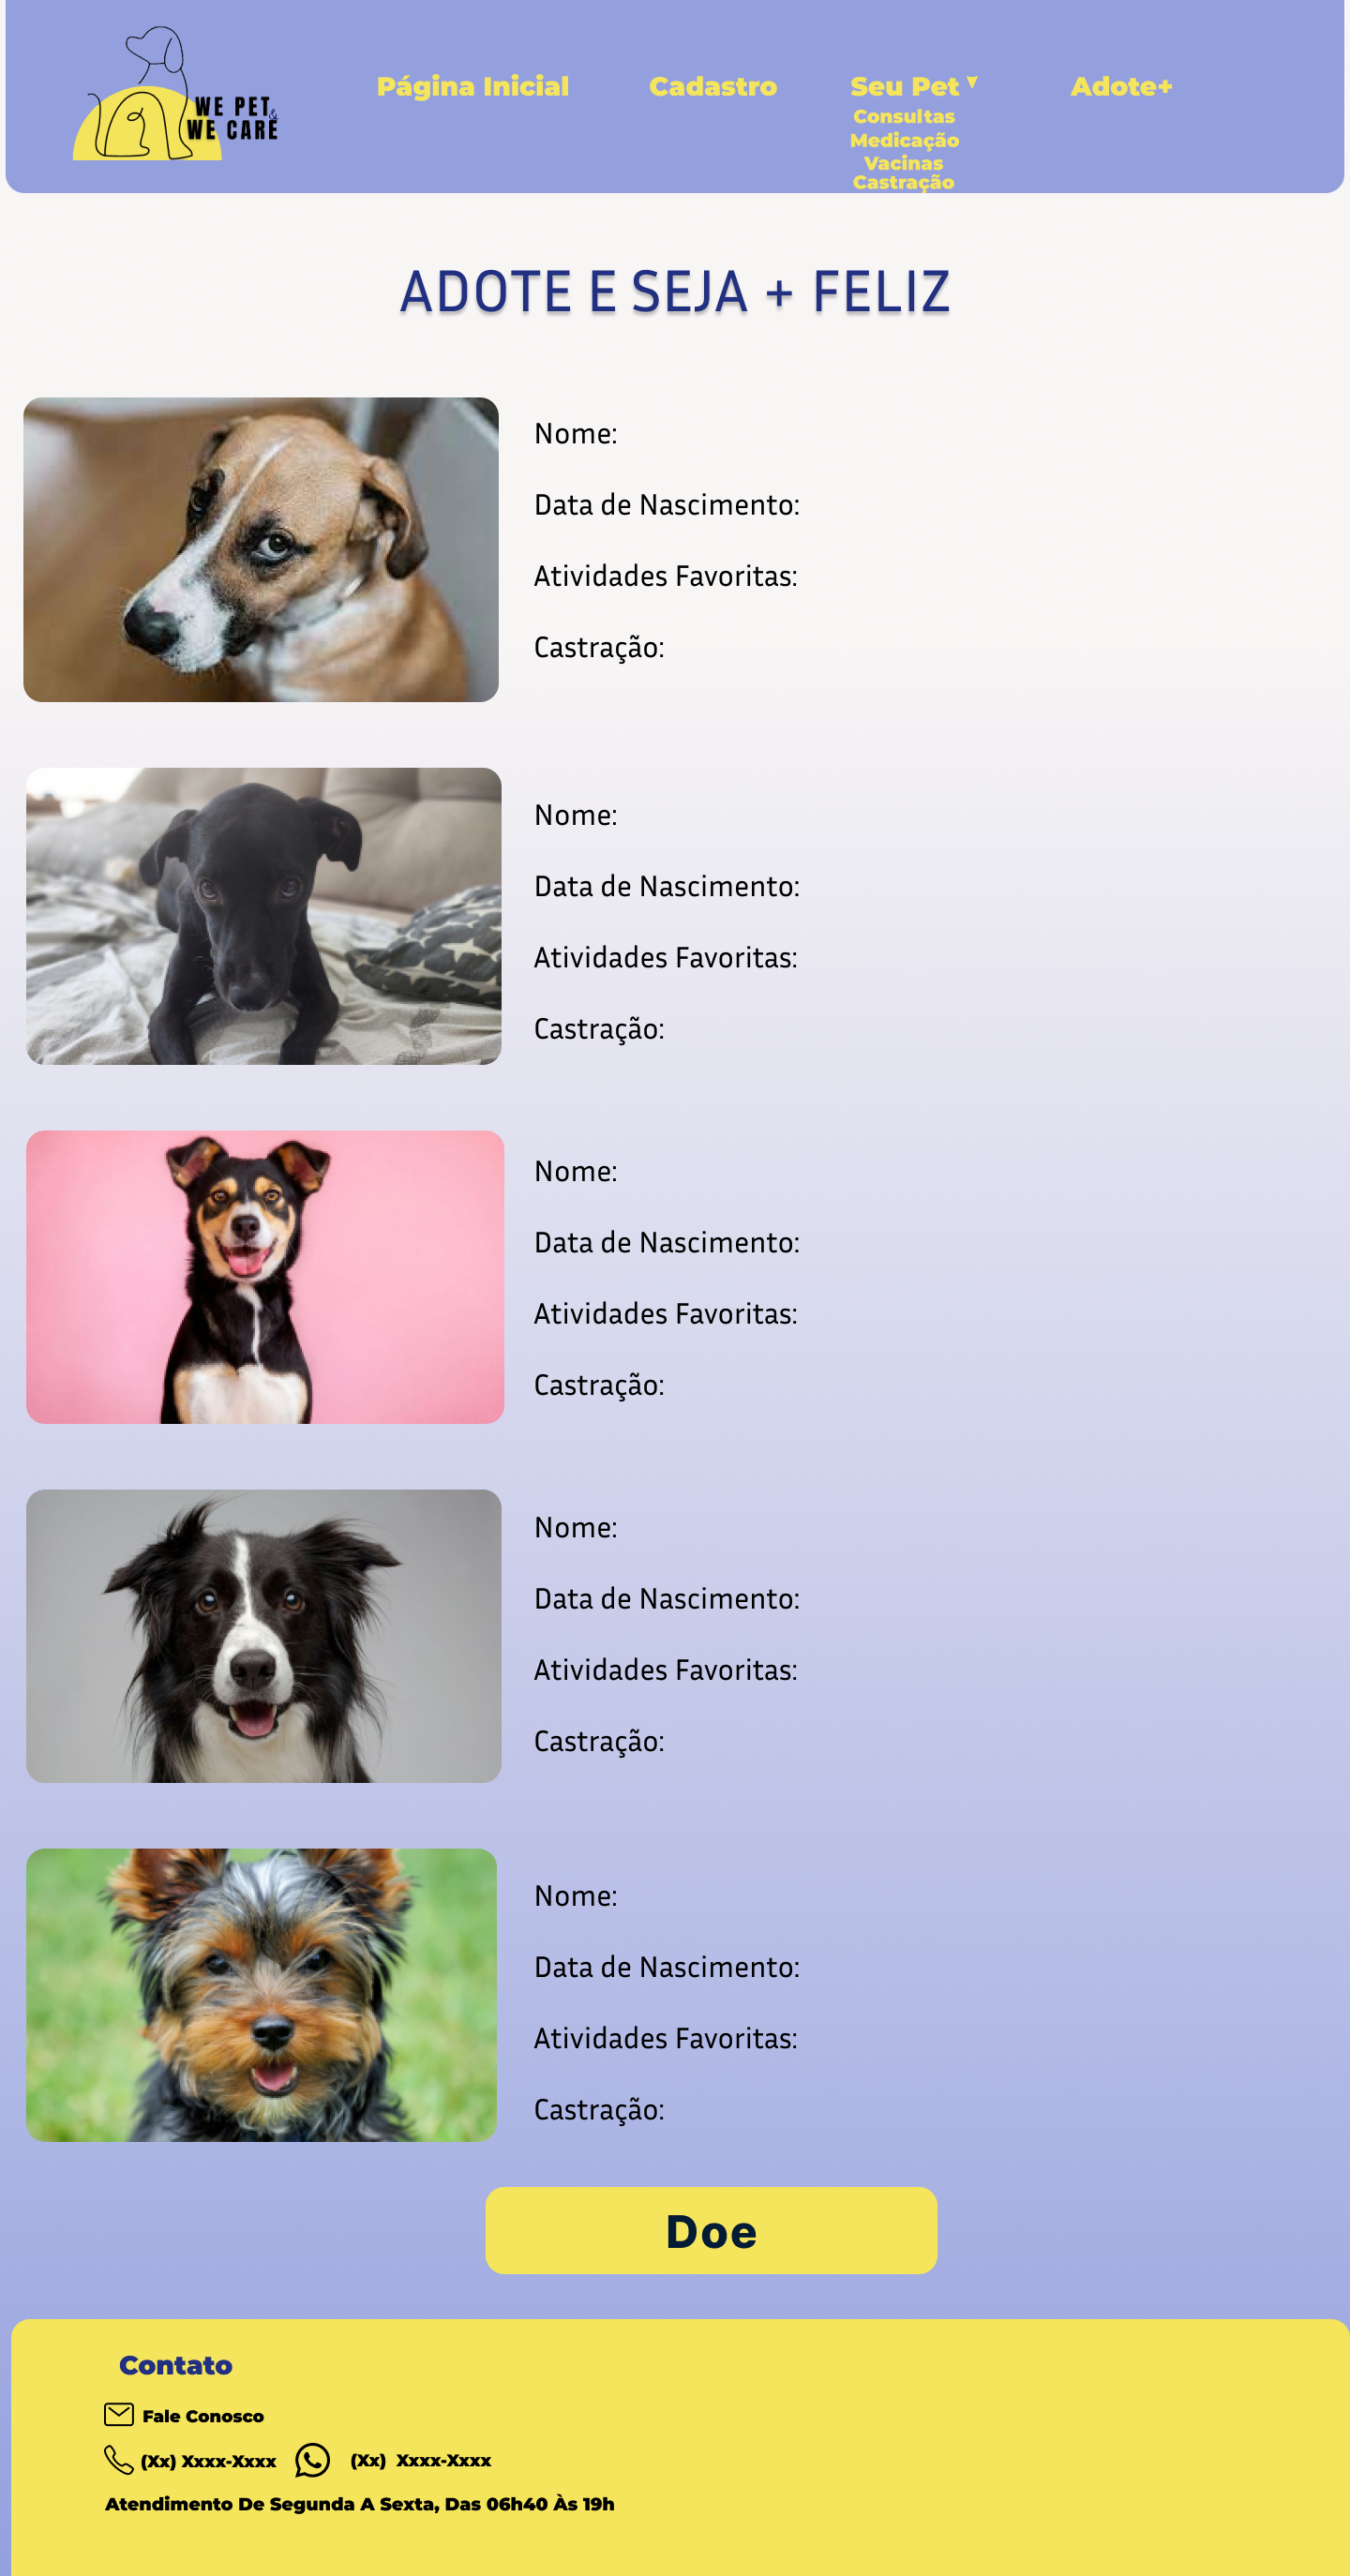 WE PET
&
WE CARE
Página Inicial
Cadastro
Seu Pet ▼
Adote+
Consultas
Medicação
Vacinas
Castração
ADOTE E SEJA + FELIZ
Nome:
Data de Nascimento:
Atividades Favoritas:
Castração:
Nome:
Data de Nascimento:
Atividades Favoritas:
Castração:
Nome:
Data de Nascimento:
Atividades Favoritas:
Castração:
Nome:
Data de Nascimento:
Atividades Favoritas:
Castração:
Nome:
Data de Nascimento:
Atividades Favoritas:
Castração:
Doe
Contato
Fale Conosco
(Xx) Xxxx-Xxxx
(Xx) Xxxx-Xxxx
Atendimento De Segunda A Sexta, Das 06h40 Às 19h